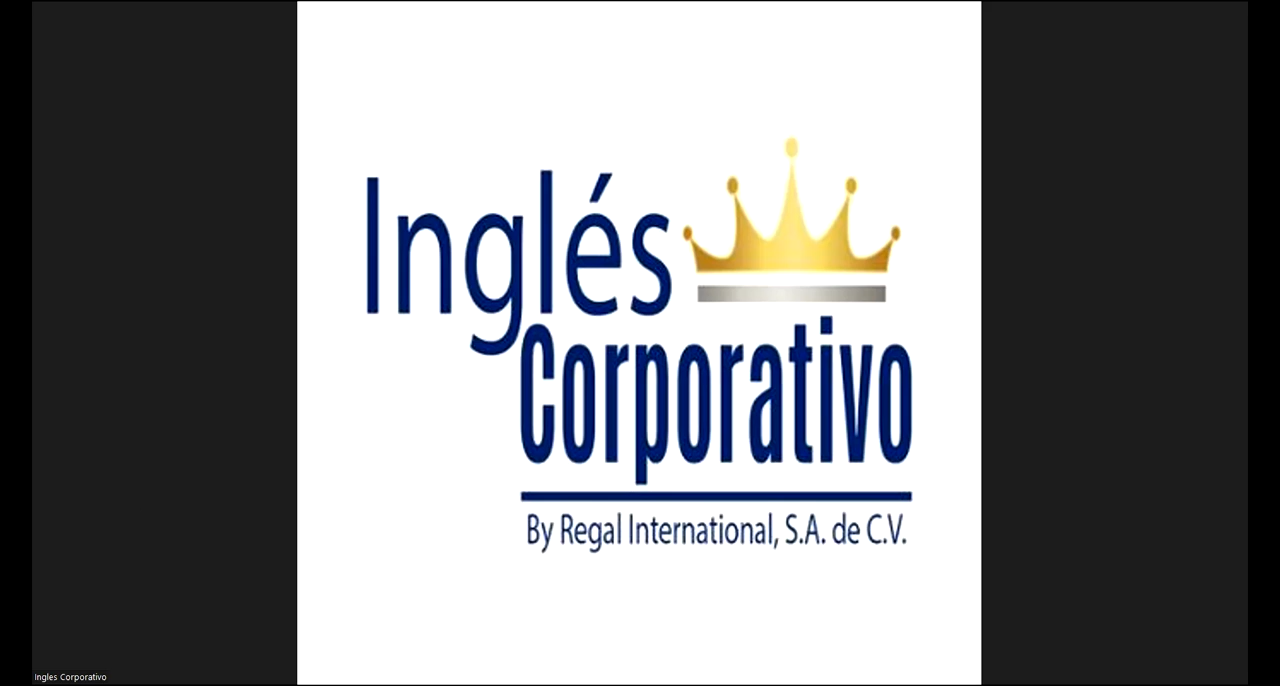 Inglés
Corporativo
By Regal International, S.A. de C.V.
Ingles Corporativo